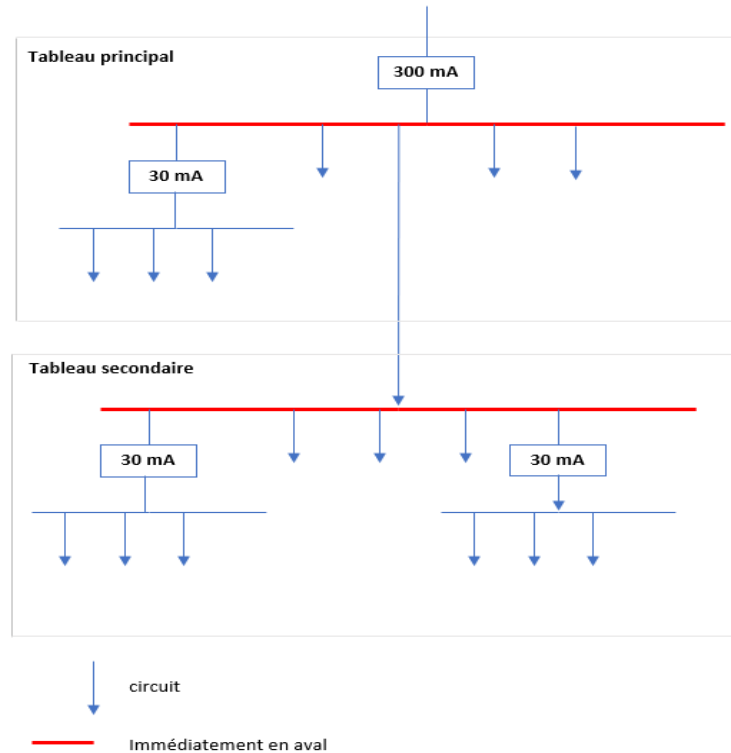 Tableau principal
300 mA
30 mA
Tableau secondaire
30 mA
30 mA
circuit
Immédiatement en aval